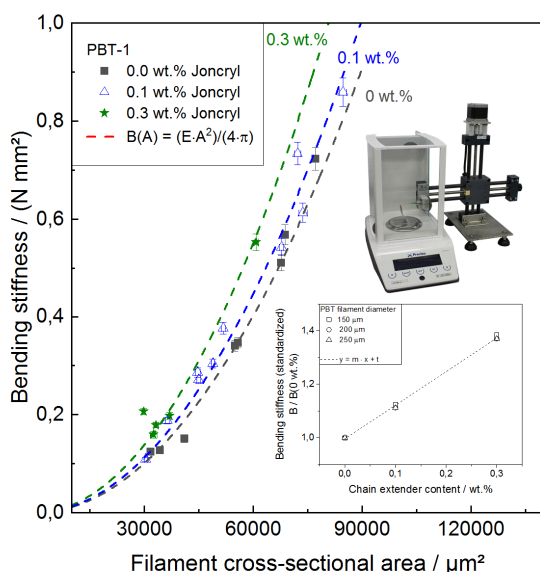 1,0
0,8
0,6
0,4
0,2
0,0
Bending stiffness / (N mm²)
PBT-1
0.0 wt.% Joncryl
0.1 wt.% Joncryl
0.3 wt.% Joncryl
B(A) = (E·A²)/(4·π)
0.3 wt.%
0.1 wt.%
0 wt.%
PBT filament diameter
150 µm
200 µm
250 µm
y = m · x + t
Bending stiffness (standardized)
B / B(0 wt.%)
1,4
1,2
1,0
0,0
0,1
0,2
0,3
Chain extender content / wt.%
30000
60000
90000
120000
Filament cross-sectional area / µm²